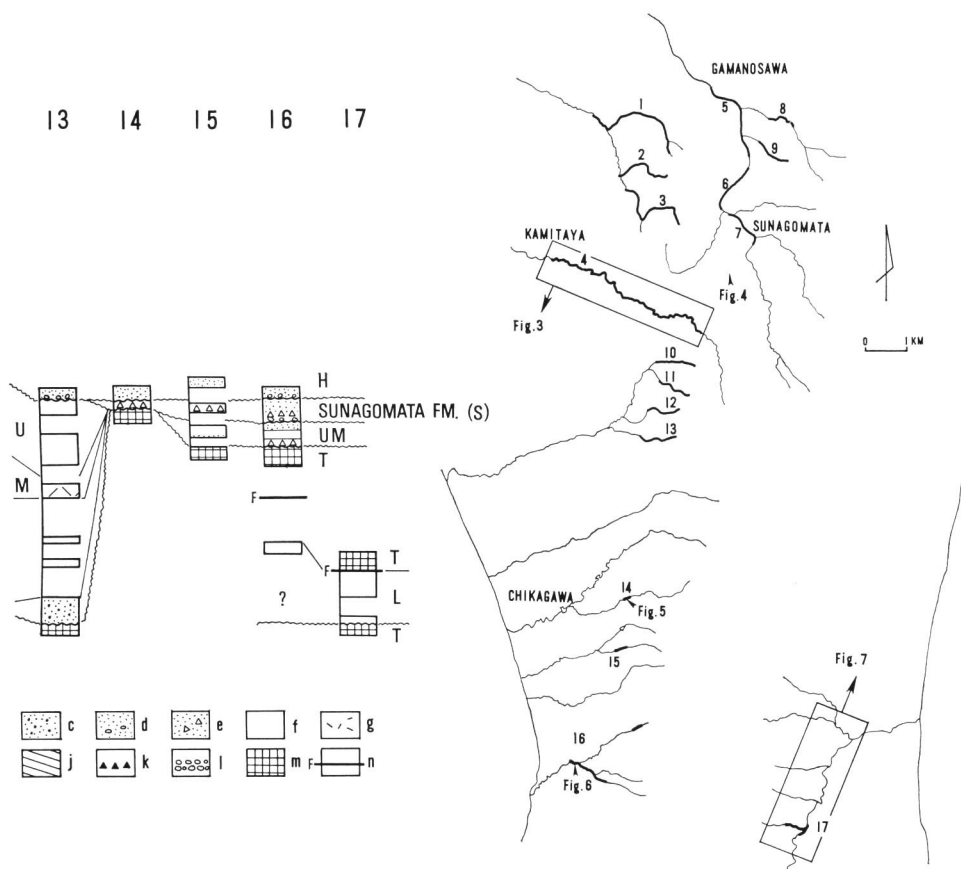 13 14 15 16 17
H
SUNAGOMATA FM. (S)
U
UM
T
M
F
T
F
L
?
T
c d e f g
j k l m F n
GAMANOSAWA
1
5
8
2
9
6
3
7
SUNAGOMATA
KAMITAYA
4
Fig.4
Fig.3
0 1 KM
10
11
12
13
CHIKAGAWA
14
Fig.5
15
Fig.7
16
Fig.6
17